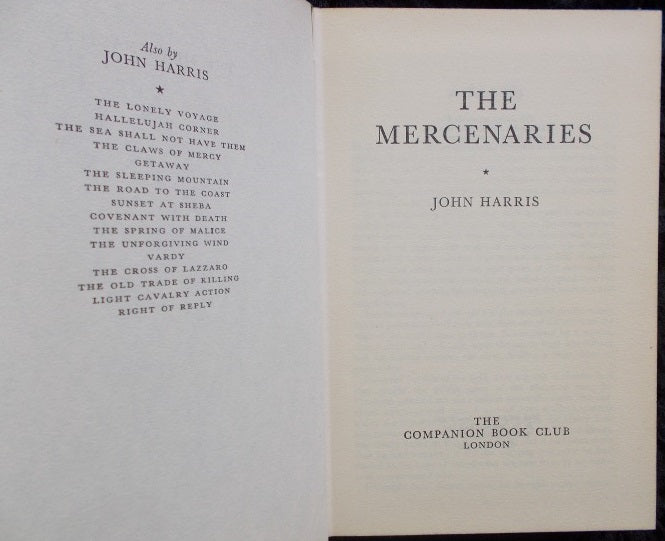 Also by
JOHN HARRIS
★
THE LONELY VOYAGE
HALLELUJAH CORNER
THE SEA SHALL NOT HAVE THEM
THE CLAWS OF MERCY
GETAWAY
THE SLEEPING MOUNTAIN
THE ROAD TO THE COAST
SUNSET AT SHEBA
COVENANT WITH DEATH
THE SPRING OF MALICE
THE UNFORGIVING WIND
VARDY
THE CROSS OF LAZZARO
THE OLD TRADE OF KILLING
LIGHT CAVALRY ACTION
RIGHT OF REPLY
THE
MERCENARIES
★
JOHN HARRIS
THE
COMPANION BOOK CLUB
LONDON